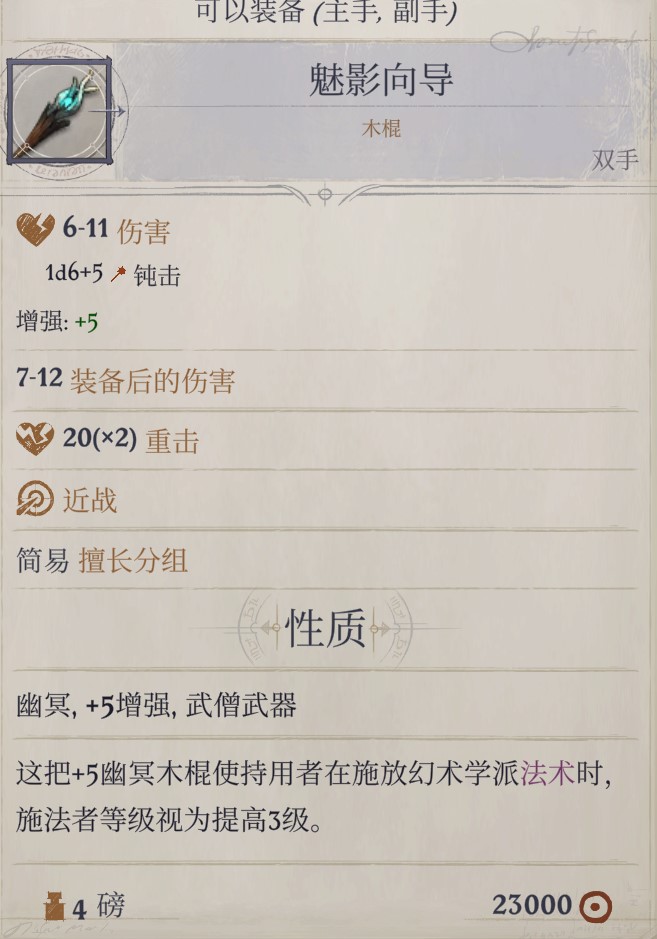 可以装备 (主手, 副手)
魅影向导
木棍
双手
6-11 伤害
1d6+5 钝击
增强: +5
7-12 装备后的伤害
20(×2) 重击
近战
简易 擅长分组
性质
幽冥, +5增强, 武僧武器
这把+5幽冥木棍使持用者在施放幻术学派法术时,
施法者等级视为提高3级。
4 磅
23000